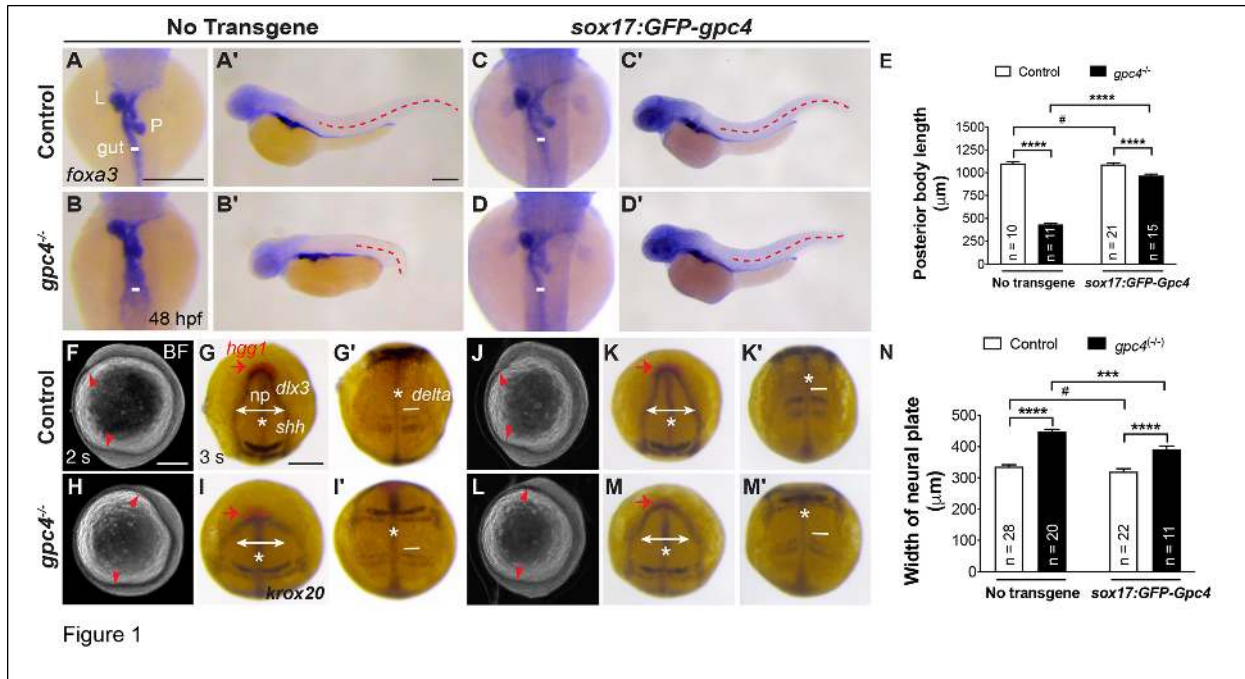 No Transgene
sox17:GFP-gpc4
Control
gpc4-/-
A
L
P
gut
foxa3
A'
C
C'
B
48 hpf
B'
D
D'
E
Control
gpc4-/-
****
#
****
****
1500
1250
1000
750
500
250
0
Posterior body length
(μm)
n = 10
n = 11
n = 21
n = 15
No transgene
sox17:GFP-Gpc4
Control
gpc4-/-
F
BF
2 s
G
hgg1
np
dlx3
*
shh
3 s
G'
*
delta
J
K
*
K'
*
H
I
*
krox20
I'
*
L
M
*
M'
*
N
Control
gpc4(-/-)
***
#
****
****
500
400
300
200
100
0
Width of neural plate
(μm)
n = 28
n = 20
n = 22
n = 11
No transgene
sox17:GFP-Gpc4
Figure 1